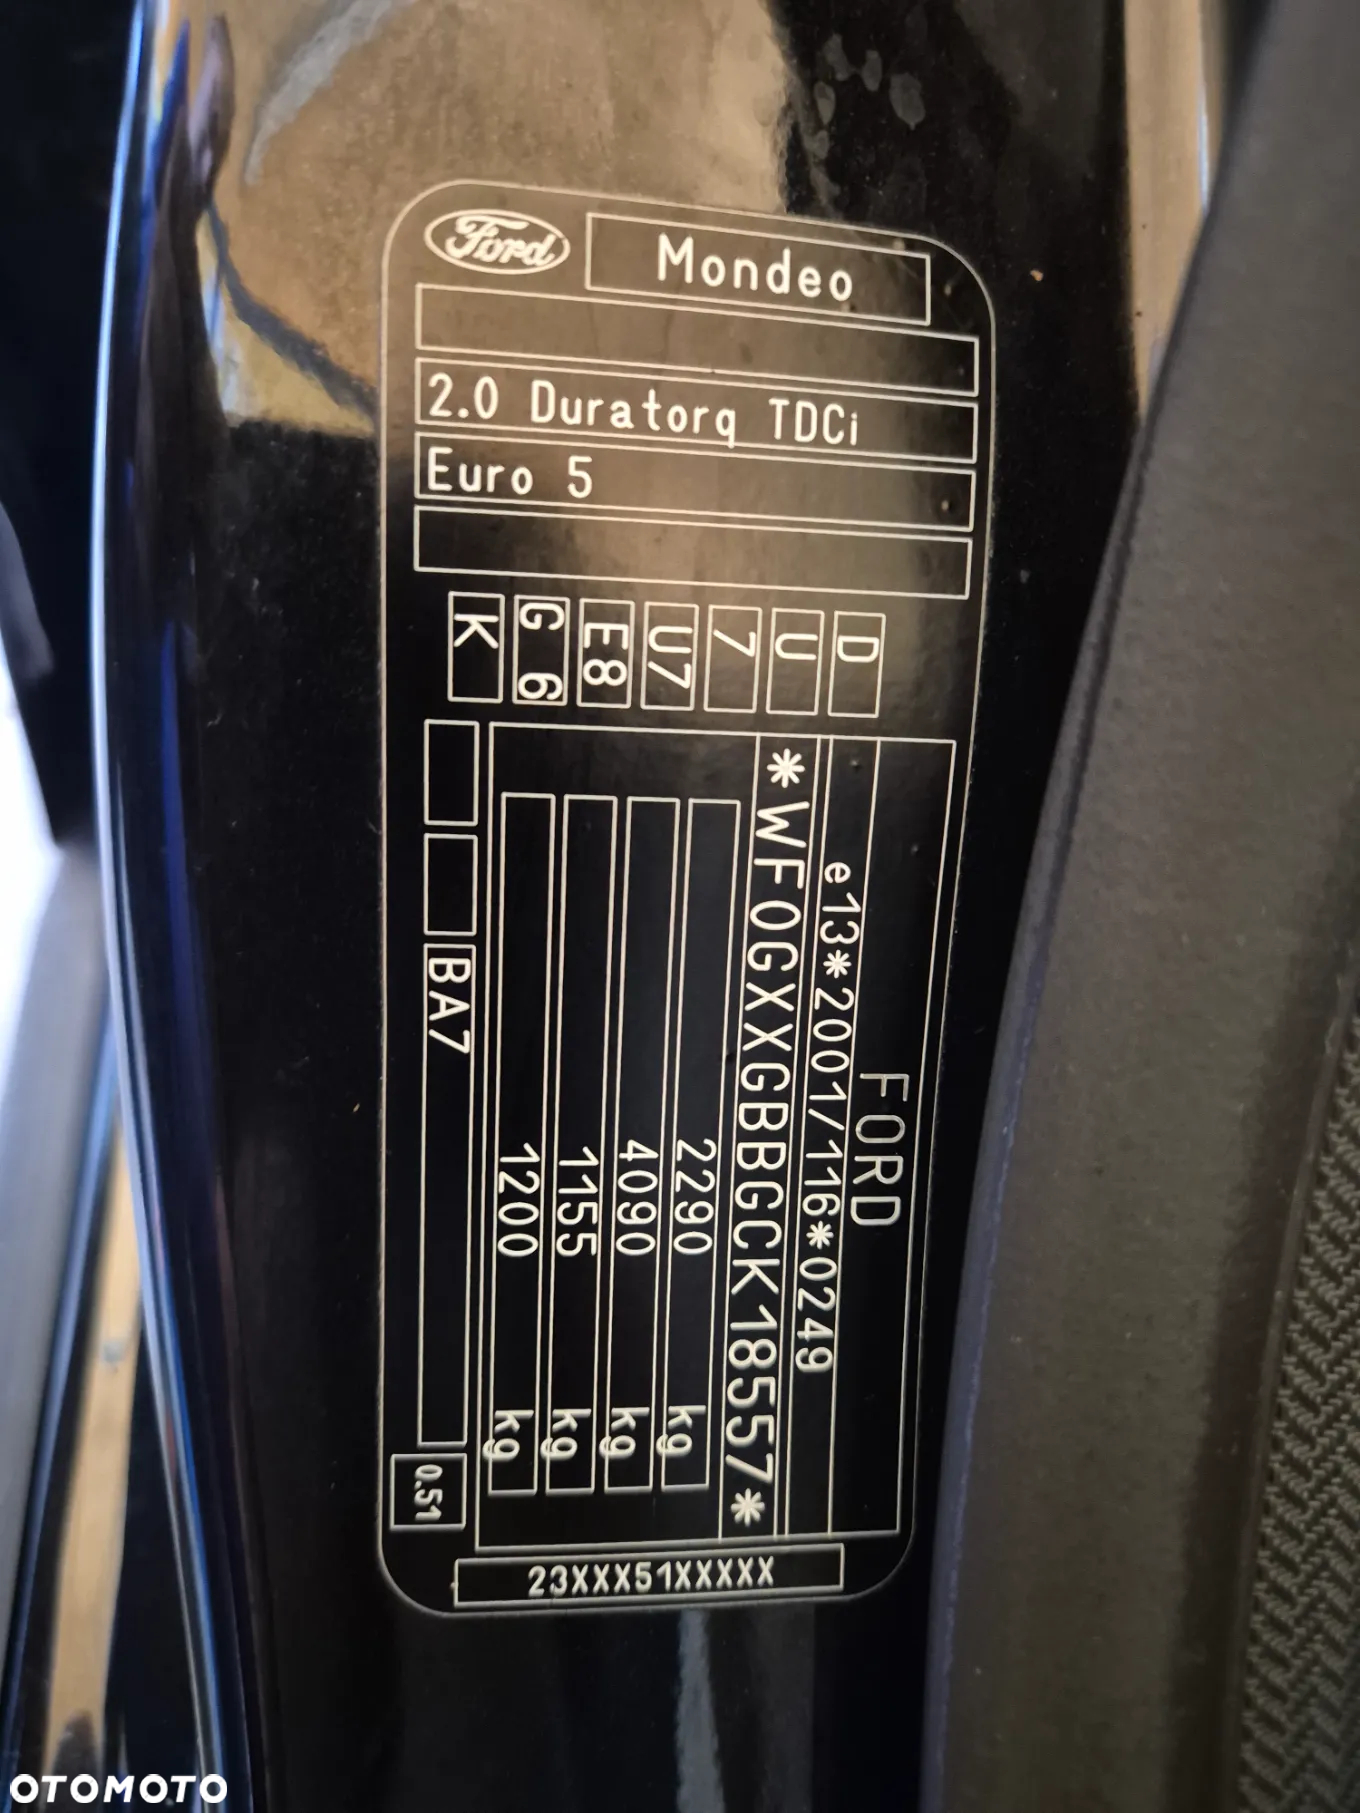 Ford
Mondeo
2.0 Duratorq TDCi
Euro 5
D
U
7
U7
E8
G 6
K
FORD
e13*2001/116*0249
*WF0GXXGBBGCK18557*
2290 kg
4090 kg
1155 kg
1200 kg
BA7
0.51
23XXX51XXXXX
OTOMOTO